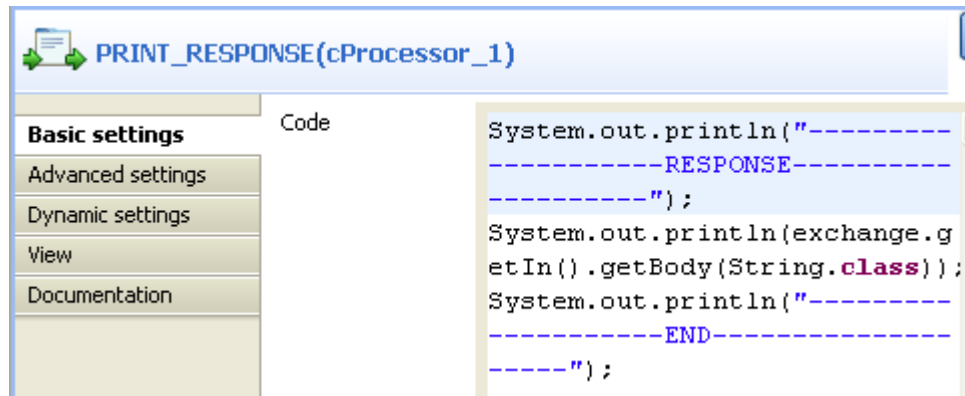 PRINT_RESPONSE(cProcessor_1)
Basic settings
Advanced settings
Dynamic settings
View
Documentation
Code
System.out.println("---------
-----------RESPONSE----------
----------");
System.out.println(exchange.g
etIn().getBody(String.class));
System.out.println("---------
-----------END---------------
-----");